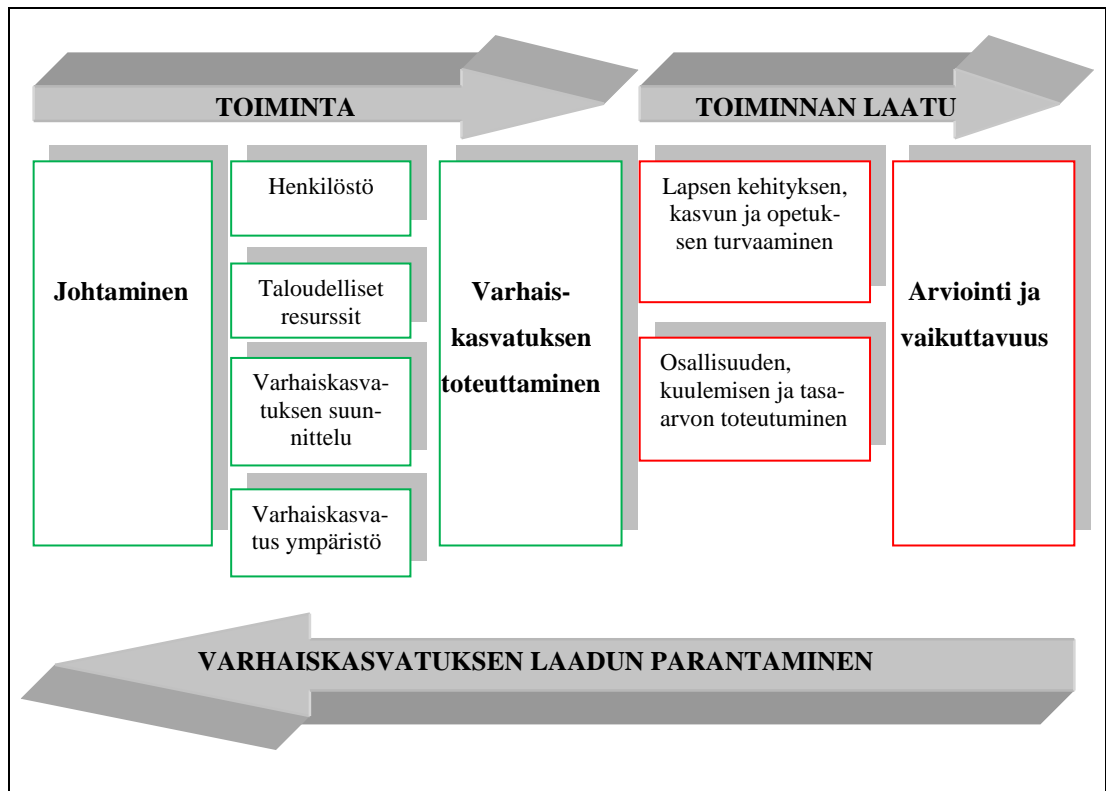 TOIMINTA
TOIMINNAN LAATU
Johtaminen
Henkilöstö
Taloudelliset
resurssit
Varhaiskasva-
tuksen suun-
nittelu
Varhaiskasva-
tus ympäristö
Varhais-
kasvatuksen
toteuttaminen
Lapsen kehityksen,
kasvun ja opetuk-
sen turvaaminen
Osallisuuden,
kuulemisen ja tasa-
arvon toteutuminen
Arviointi ja
vaikuttavuus
VARHAISKASVATUKSEN LAADUN PARANTAMINEN